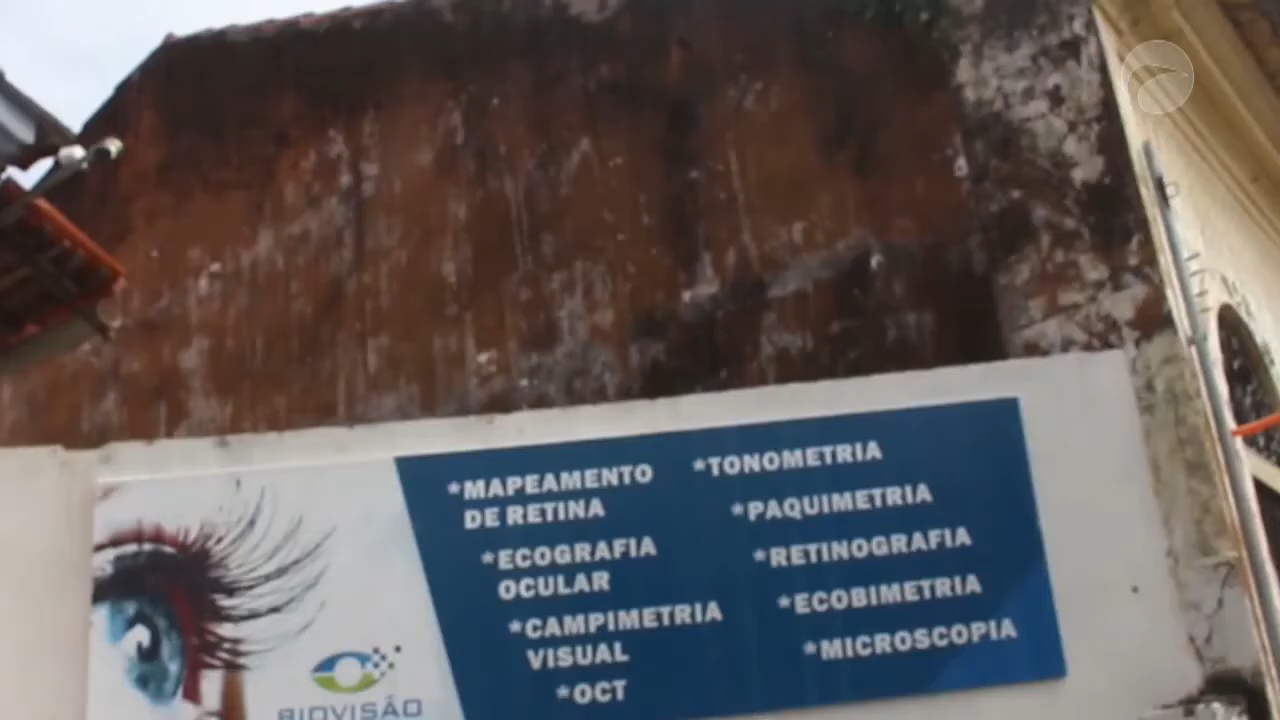 *MAPEAMENTO
DE RETINA
*ECOGRAFIA
OCULAR
*CAMPIMETRIA
VISUAL
*OCT
*TONOMETRIA
*PAQUIMETRIA
*RETINOGRAFIA
*ECOBIMETRIA
*MICROSCOPIA
BIOVISÃO